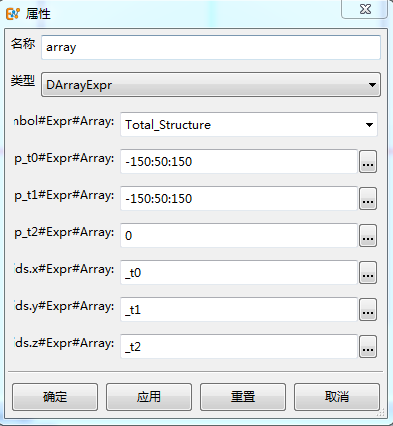 属性
名称 array
类型 DArrayExpr
nbol#Expr#Array: Total_Structure
p_t0#Expr#Array: -150:50:150 ...
p_t1#Expr#Array: -150:50:150 ...
p_t2#Expr#Array: 0 ...
ds.x#Expr#Array: _t0 ...
ds.y#Expr#Array: _t1 ...
ds.z#Expr#Array: _t2 ...
确定 应用 重置 取消